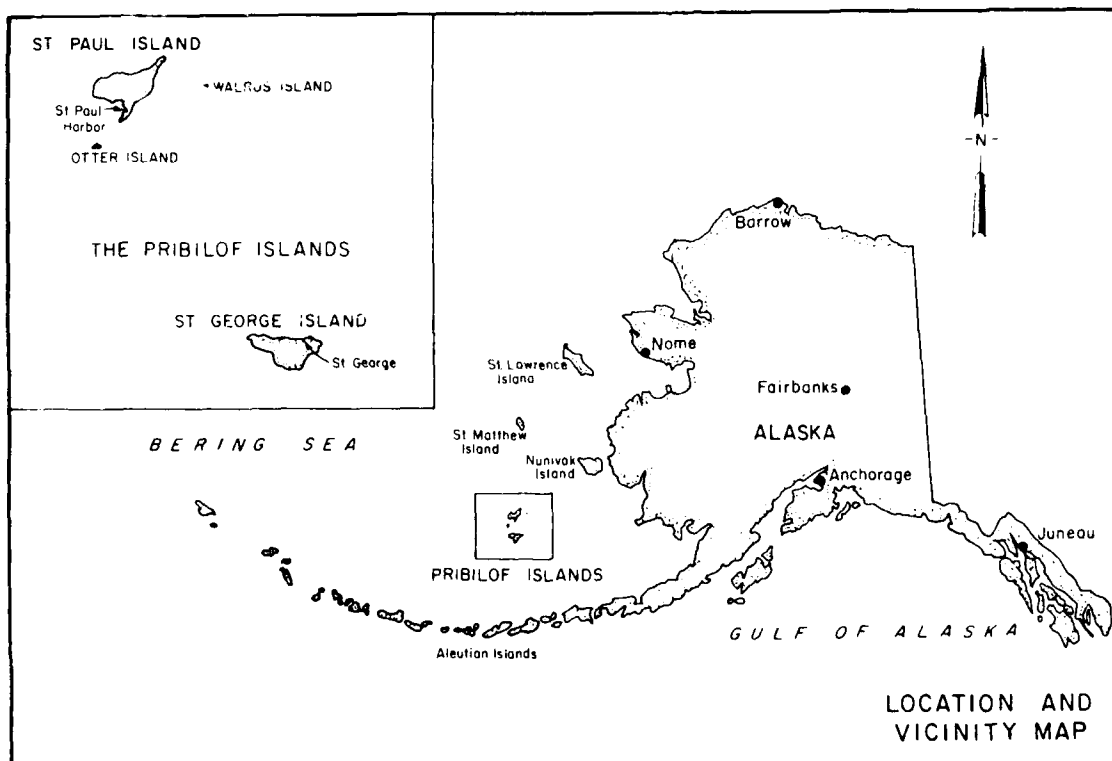 ST PAUL ISLAND
WALRUS ISLAND
St Paul
Harbor
OTTER ISLAND
THE PRIBILOF ISLANDS
ST GEORGE ISLAND
St George
-N-
Barrow
Nome
St. Lawrence
Island
Fairbanks
BERING SEA
St Matthew
Island
ALASKA
Nunivak
Island
Anchorage
Juneau
PRIBILOF ISLANDS
GULF OF ALASKA
Aleutian Islands
LOCATION AND
VICINITY MAP